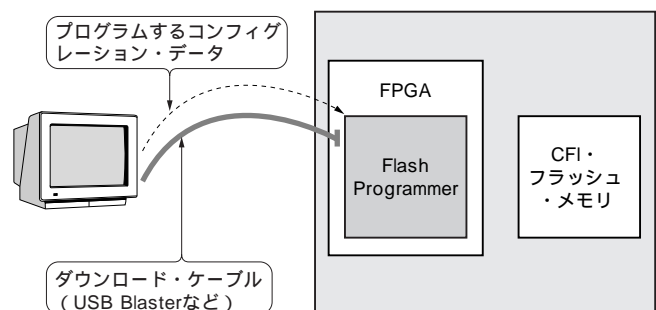 プログラムするコンフィグ
レーション・データ
FPGA
Flash
Programmer
CFI・
フラッシュ
・メモリ
ダウンロード・ケーブル
（USB Blasterなど）